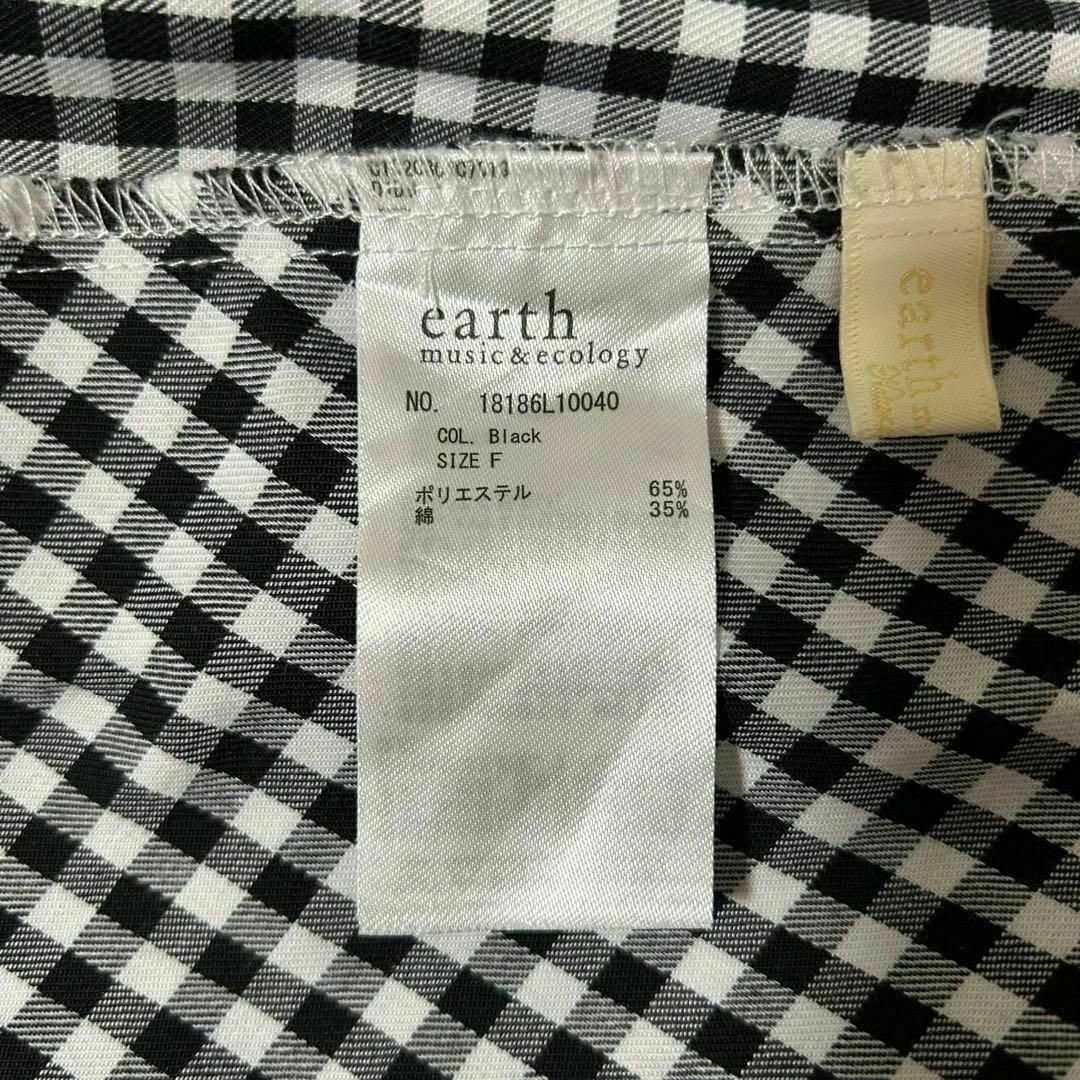 earth
music & ecology
NO. 18186L10040
COL. Black
SIZE F
ポリエステル 65%
綿 35%
earth